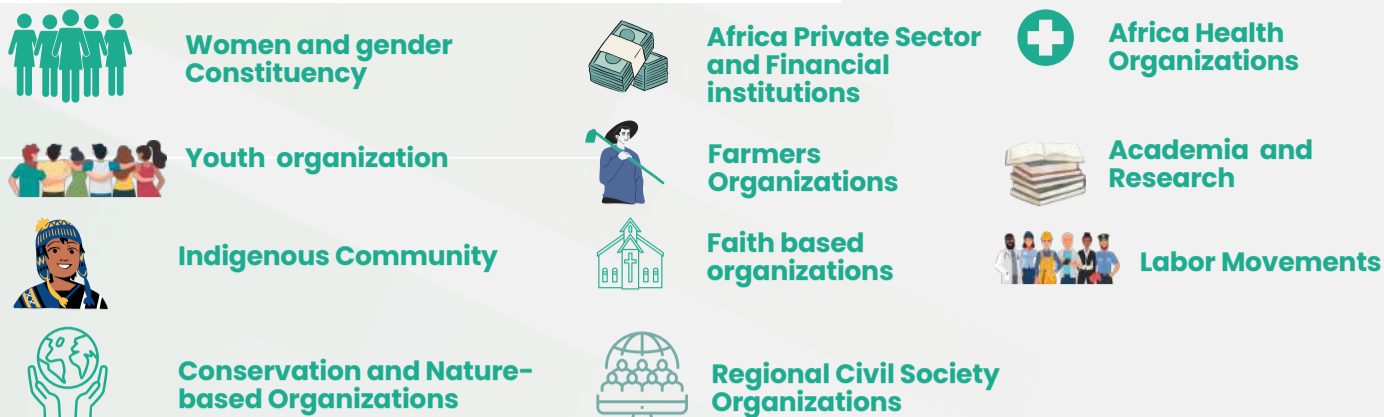 Women and gender
Constituency
Youth organization
Indigenous Community
Conservation and Nature-
based Organizations
Africa Private Sector
and Financial
institutions
Farmers
Organizations
Faith based
organizations
Regional Civil Society
Organizations
Africa Health
Organizations
Academia and
Research
Labor Movements